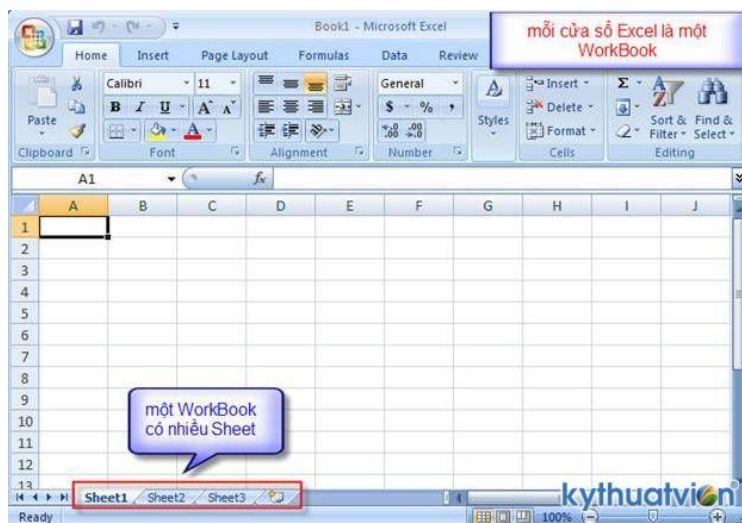 Book1 - Microsoft Excel
mỗi cửa sổ Excel là một
WorkBook
Home Insert Page Layout Formulas Data Review
Calibri 11 General Insert Σ
Paste B I U A A $ % , Styles Delete Sort & Find &
A .00 .00 Format Filter Select
Clipboard Font Alignment Number Cells Editing
A1 fx
A B C D E F G H I J
1
2
3
4
5
6
7
8
9
10
11
12
13
một WorkBook
có nhiều Sheet
Sheet1 Sheet2 Sheet3
kythuatviên
Ready 100%